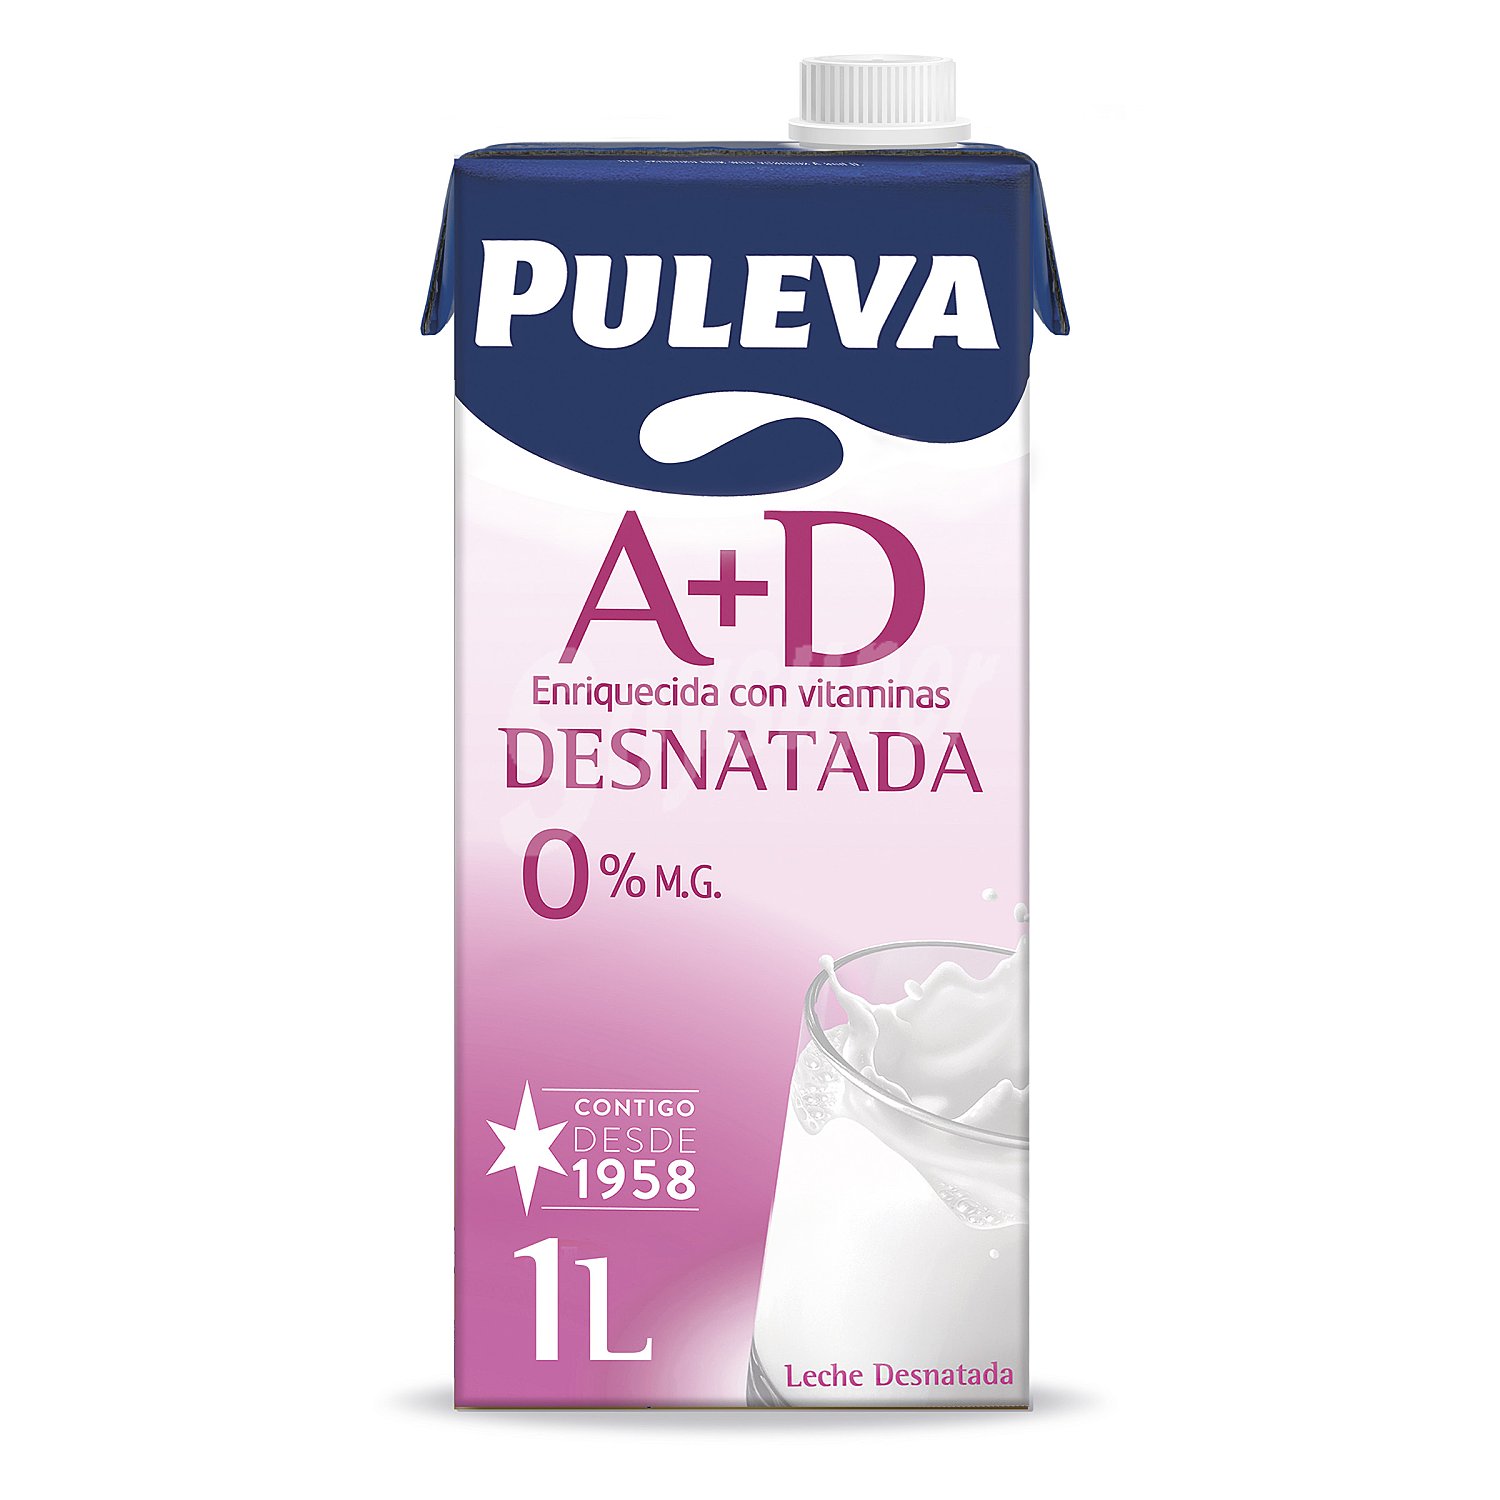 PULEVA
A+D
Enriquecida con vitaminas
DESNATADA
0% M.G.
CONTIGO
DESDE
1958
1L
Leche Desnatada